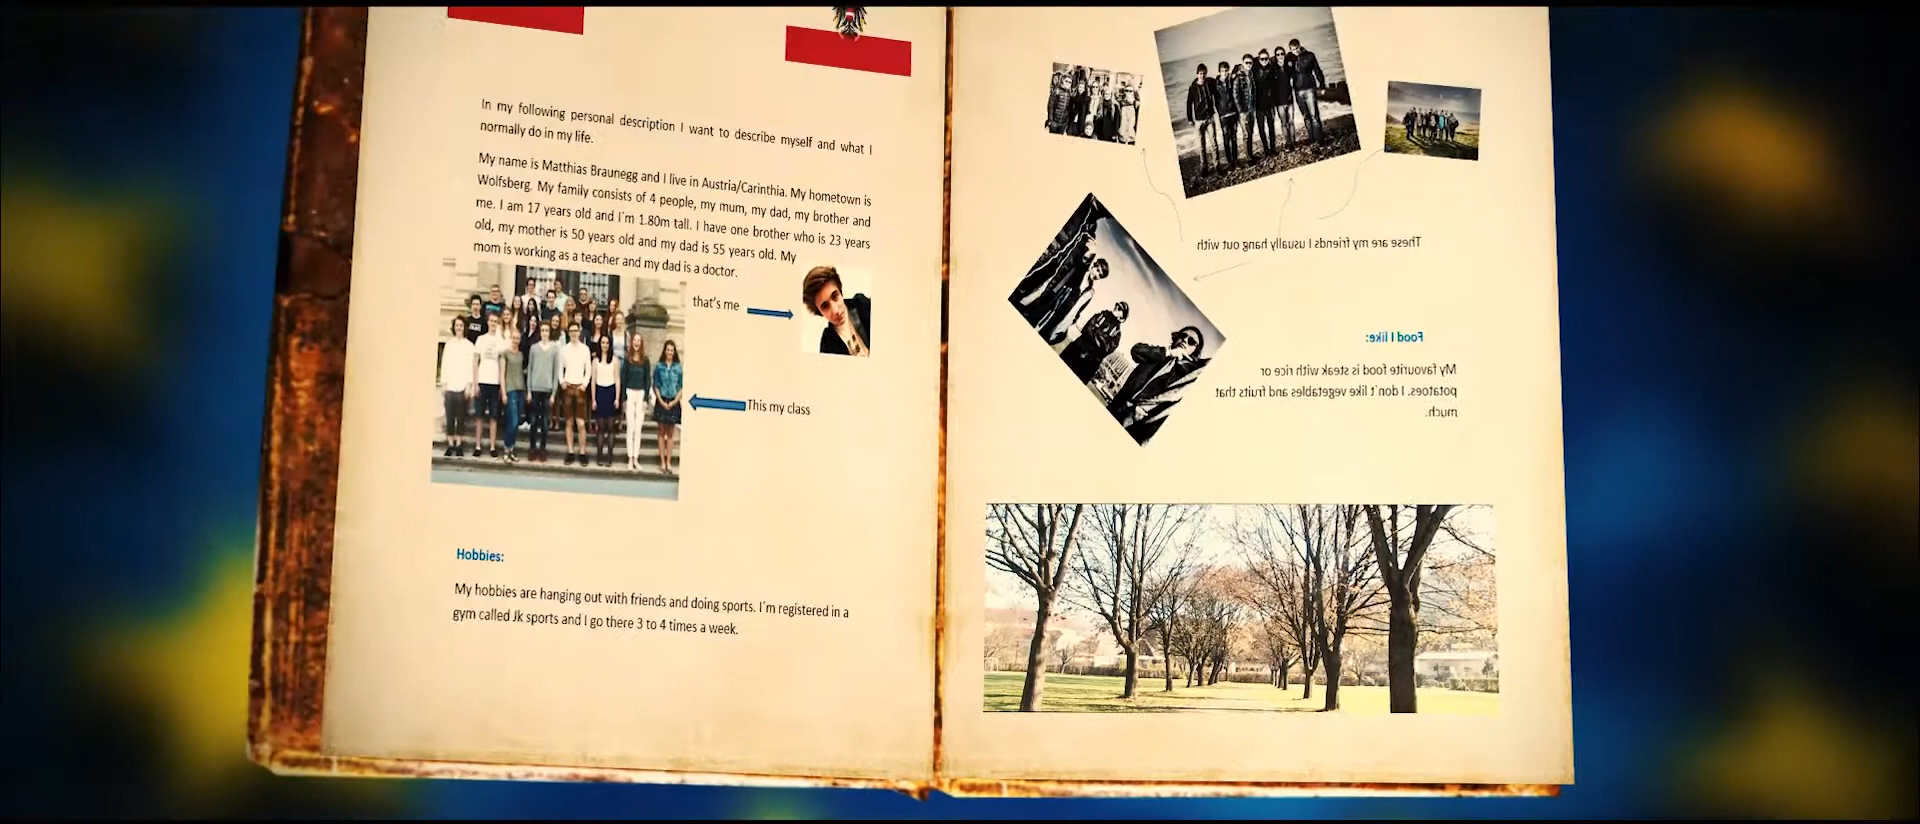 In my following personal description I want to describe myself and what I
normally do in my life.
My name is Matthias Braunegg and I live in Austria/Carinthia. My hometown is
Wolfsberg. My family consists of 4 people, my mum, my dad, my brother and
me. I am 17 years old and I´m 1.80m tall. I have one brother who is 23 years
old, my mother is 50 years old and my dad is 55 years old. My
mom is working as a teacher and my dad is a doctor.
that's me
This my class
Hobbies:
My hobbies are hanging out with friends and doing sports. I´m registered in a
gym called Jk sports and I go there 3 to 4 times a week.
These are my friends I usually hang out with
Food I like:
My favourite food is steak with rice or
potatoes. I don´t like vegetables and fruits that
much.